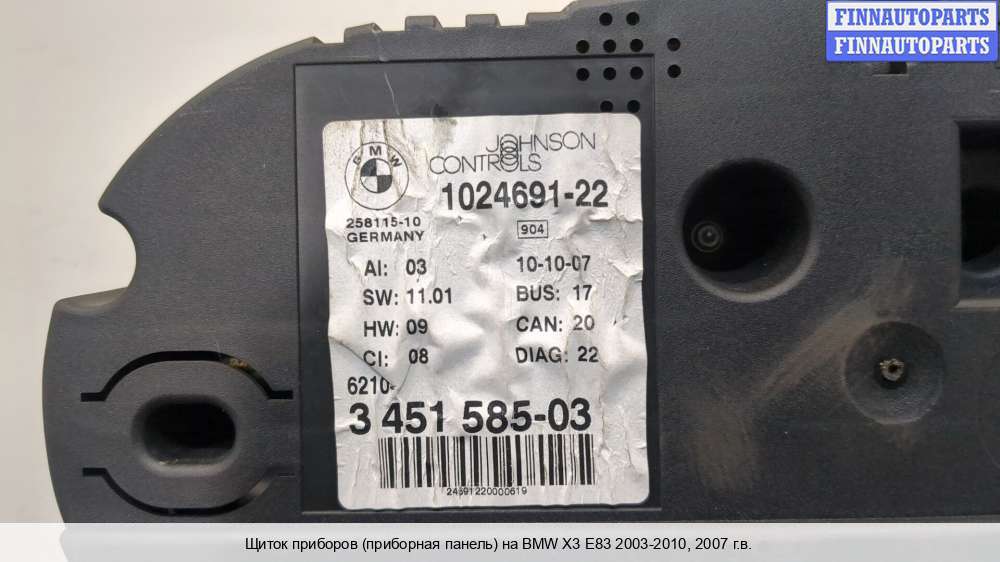 FINNAUTOPARTS
FINNAUTOPARTS
BMW
JOHNSON
CONTROLS
1024691-22
258115-10
GERMANY
904
AI: 03
10-10-07
SW: 11.01
BUS: 17
HW: 09
CAN: 20
CI: 08
DIAG: 22
6210-
3 451 585-03
24691220000619
Щиток приборов (приборная панель) на BMW X3 E83 2003-2010, 2007 г.в.